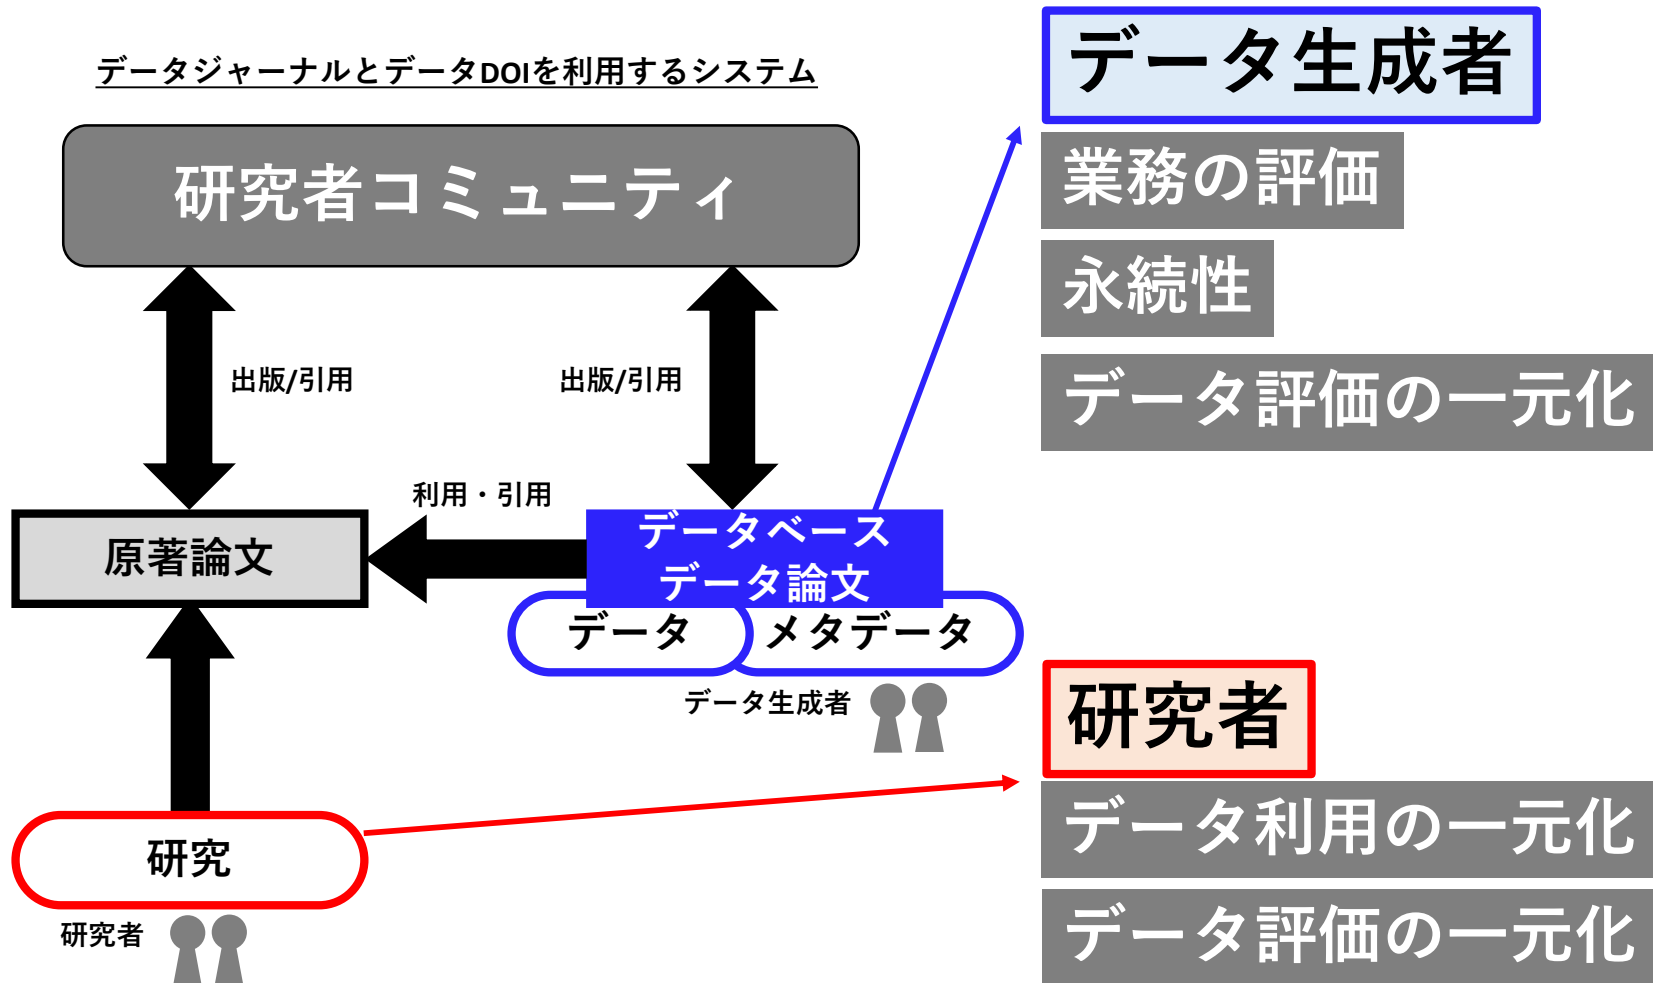 データジャーナルとデータDOIを利用するシステム
研究者コミュニティ
出版/引用
出版/引用
利用・引用
原著論文
データベース
データ論文
データ
メタデータ
データ生成者
研究
研究者
データ生成者
業務の評価
永続性
データ評価の一元化
研究者
データ利用の一元化
データ評価の一元化